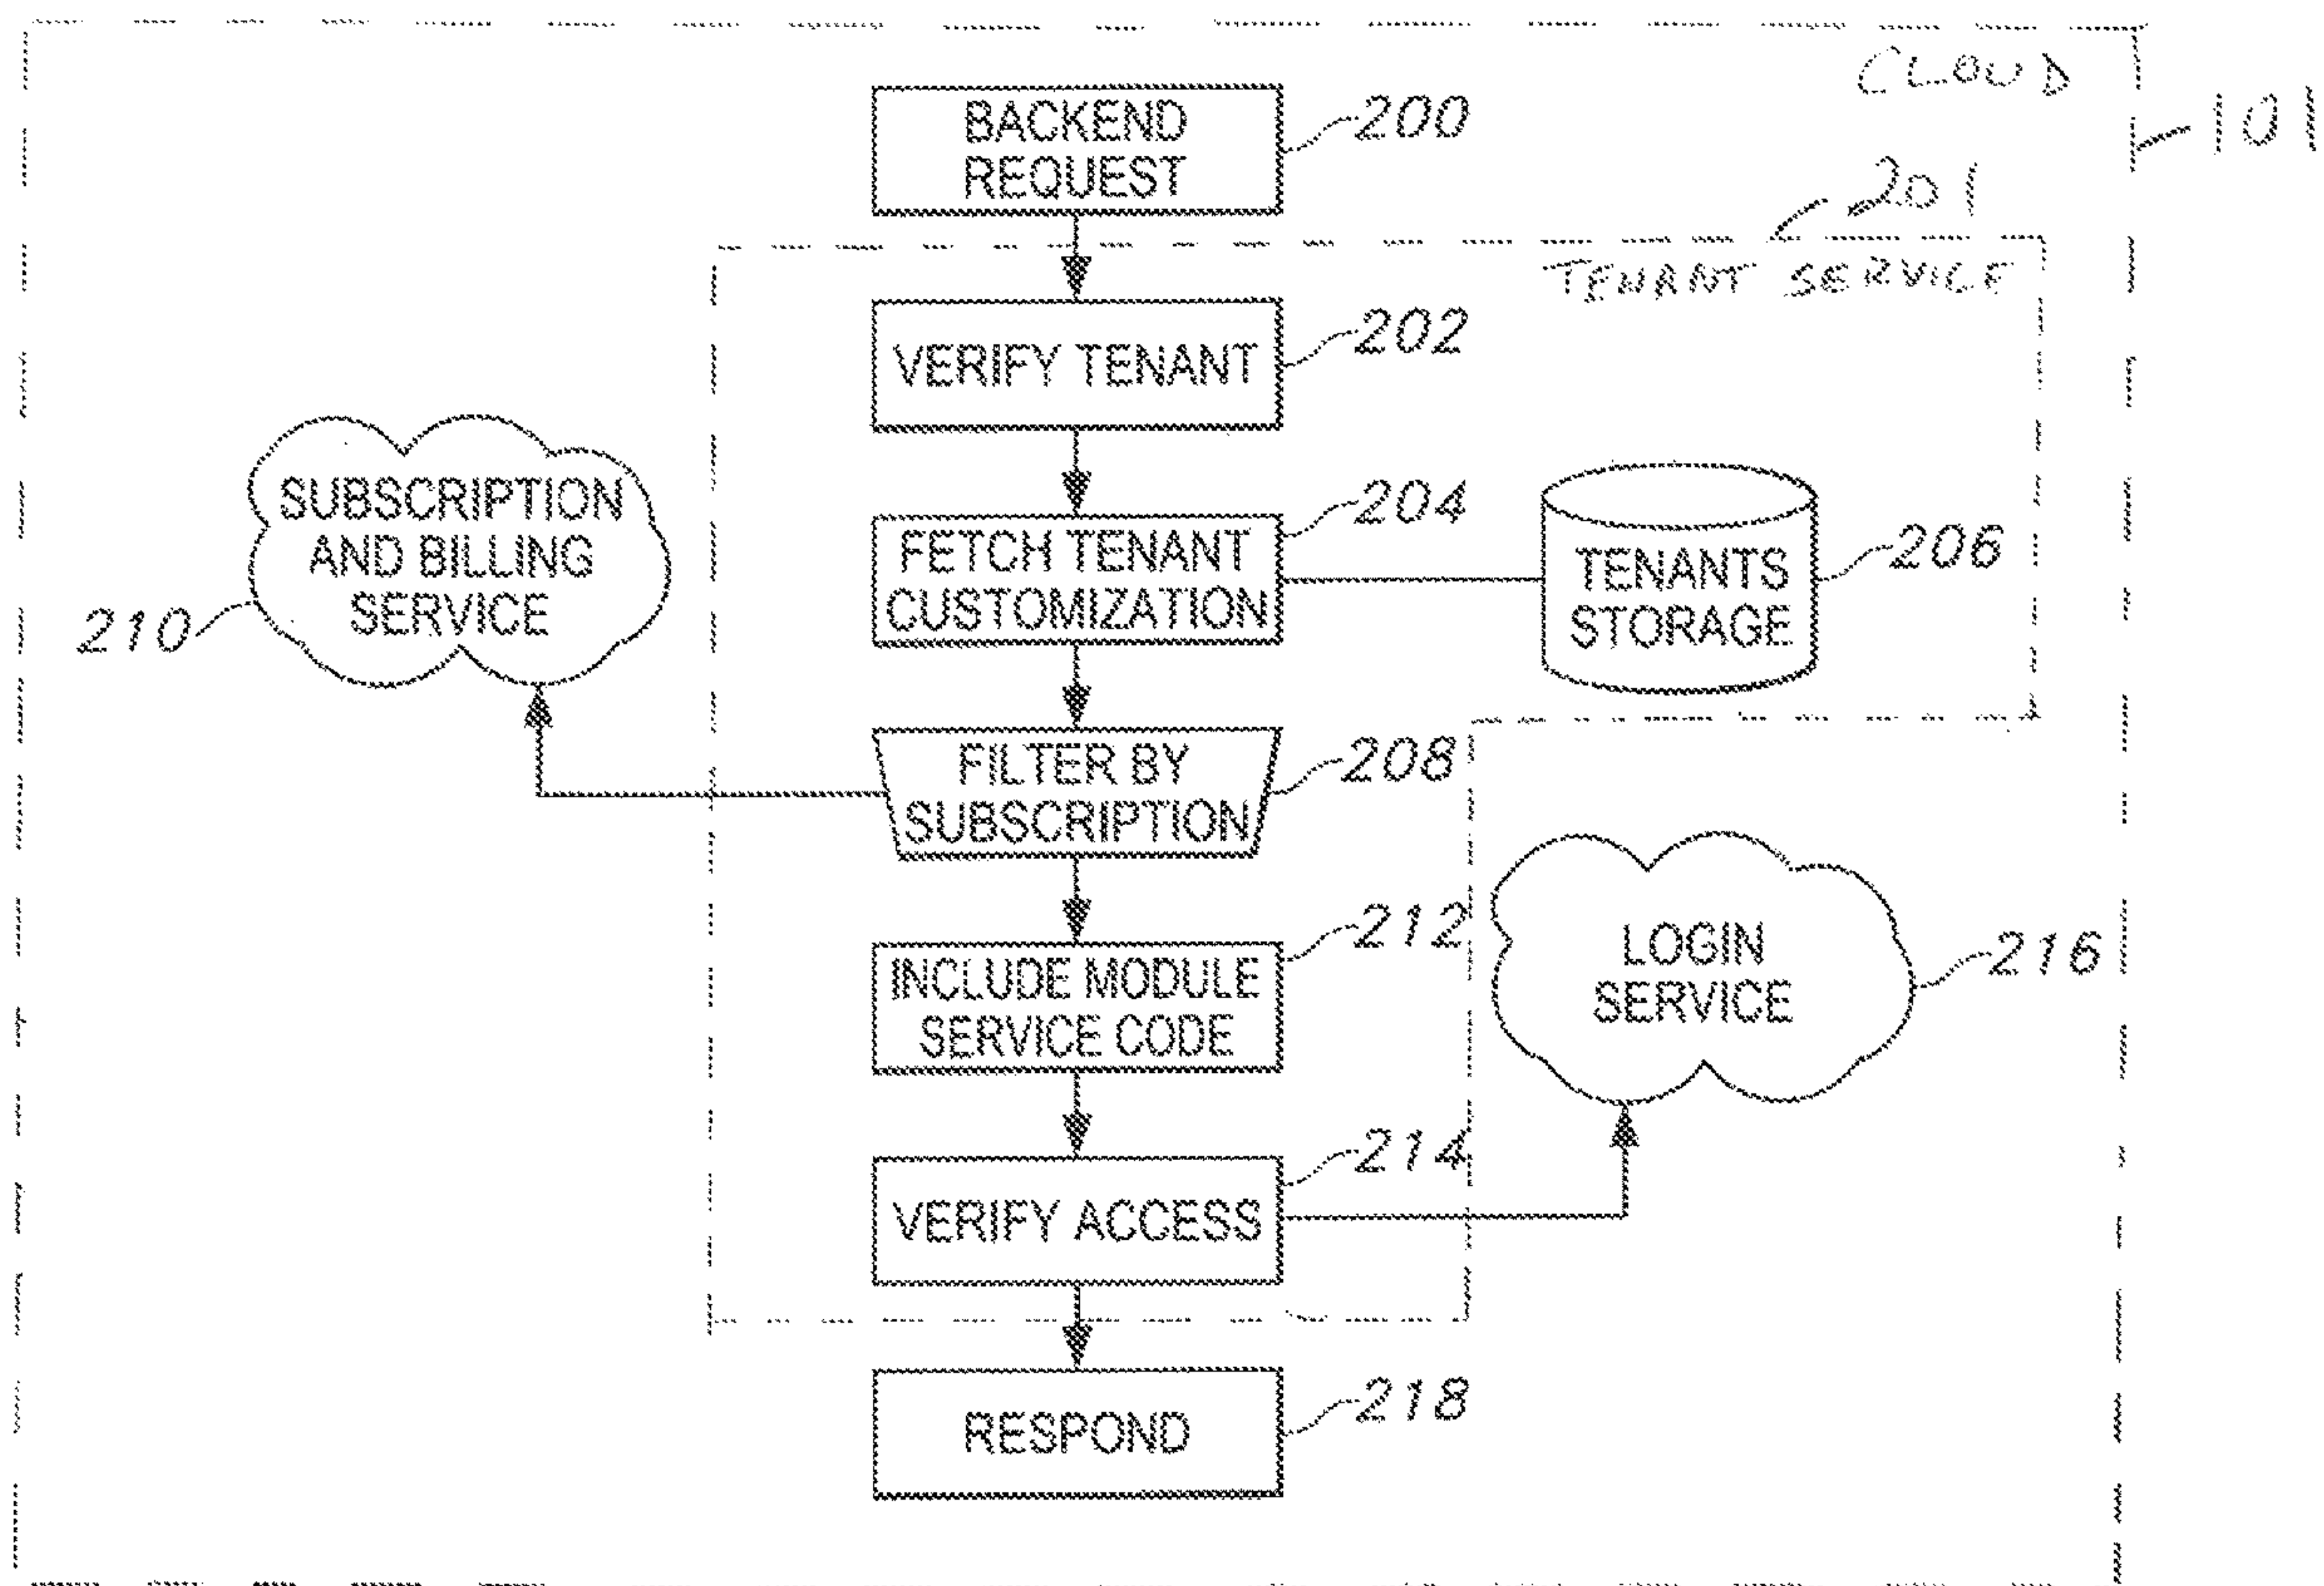 CLOUD
101
BACKEND
REQUEST
200
201
TENANT SERVICE
VERIFY TENANT
202
SUBSCRIPTION
AND BILLING
SERVICE
210
FETCH TENANT
CUSTOMIZATION
204
TENANTS
STORAGE
206
FILTER BY
SUBSCRIPTION
208
INCLUDE MODULE
SERVICE CODE
212
LOGIN
SERVICE
216
VERIFY ACCESS
214
RESPOND
218